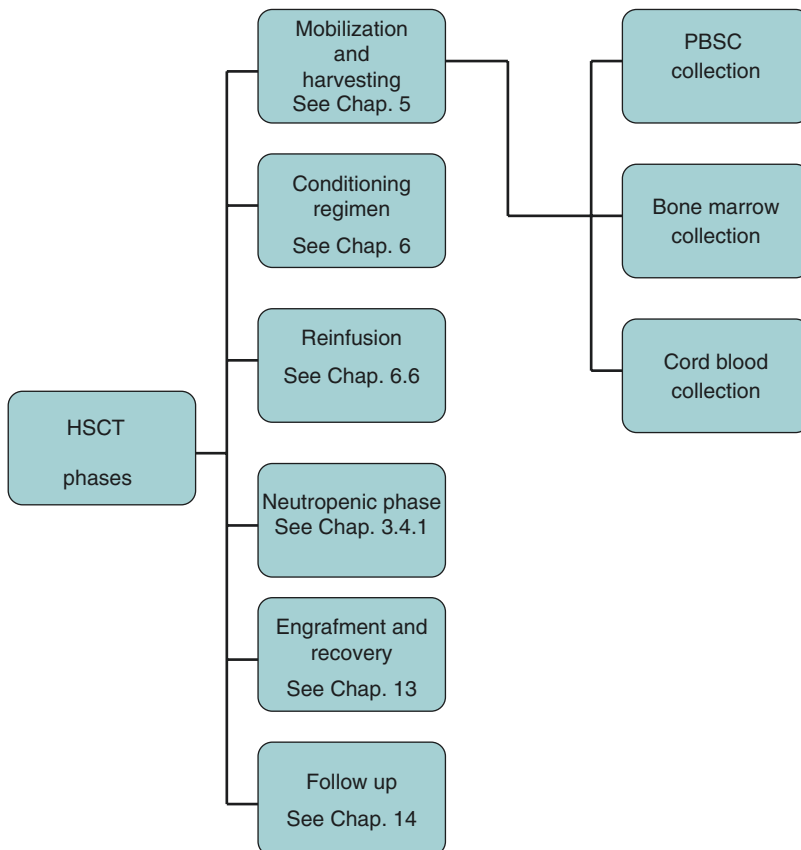 Mobilization
and
harvesting
See Chap. 5
Conditioning
regimen
See Chap. 6
Reinfusion
See Chap. 6.6
HSCT
phases
Neutropenic phase
See Chap. 3.4.1
Engrafment and
recovery
See Chap. 13
Follow up
See Chap. 14
PBSC
collection
Bone marrow
collection
Cord blood
collection